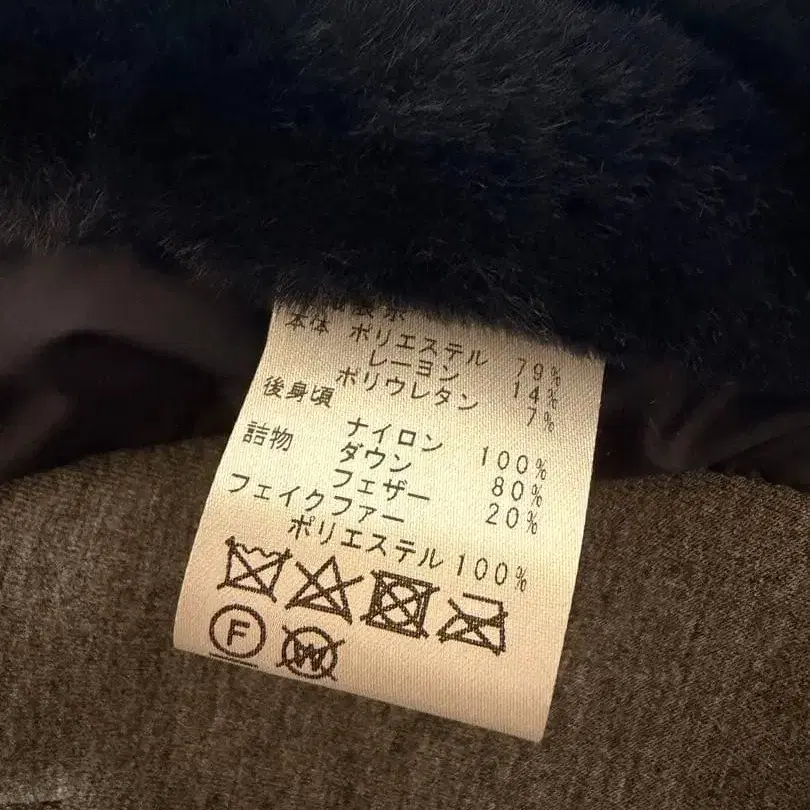 表示
本体 ポリエステル 79%
レーヨン 14%
ポリウレタン 7%
後身頃
ナイロン 100%
詰物 ダウン 80%
フェザー 20%
フェイクファー
ポリエステル 100%
F W